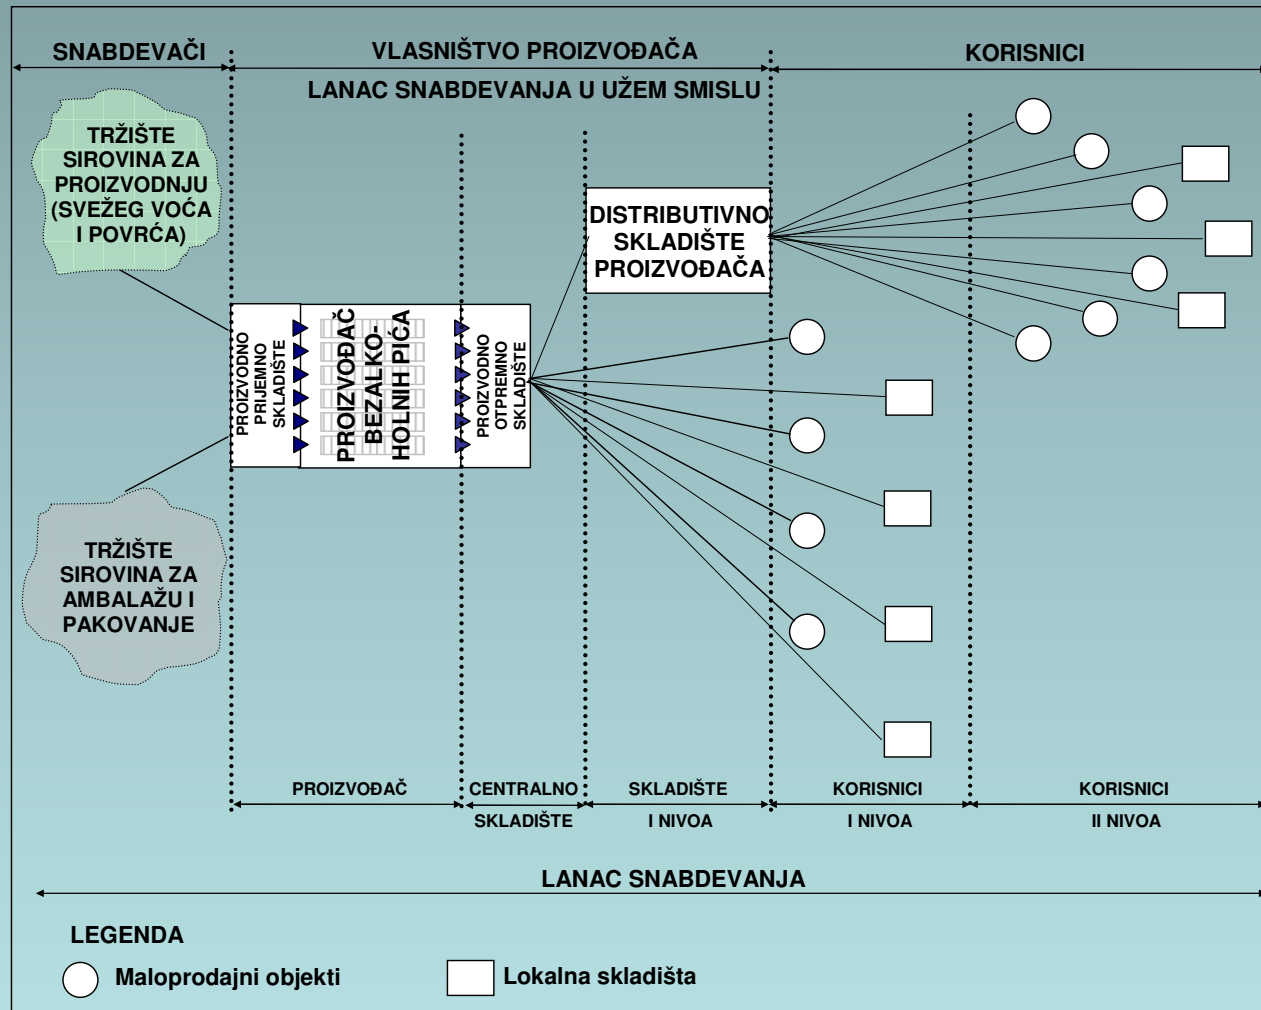 SNABDEVAČI
VLASNIŠTVO PROIZVOĐAČA
KORISNICI
LANAC SNABDEVANJA U UŽEM SMISLU
TRŽIŠTE
SIROVINA ZA
PROIZVODNJU
(SVEŽEG VOĆA
I POVRĆA)
DISTRIBUTIVNO
SKLADIŠTE
PROIZVOĐAČA
PROIZVODNO
PRIJEMNO
SKLADIŠTE
PROIZVOĐAČ
BEZALKO-
HOLNIH PIĆA
PROIZVODNO
OTPREMNO
SKLADIŠTE
TRŽIŠTE
SIROVINA ZA
AMBALAŽU I
PAKOVANJE
PROIZVOĐAČ
CENTRALNO
SKLADIŠTE
SKLADIŠTE
I NIVOA
KORISNICI
I NIVOA
KORISNICI
II NIVOA
LANAC SNABDEVANJA
LEGENDA
Maloprodajni objekti
Lokalna skladišta